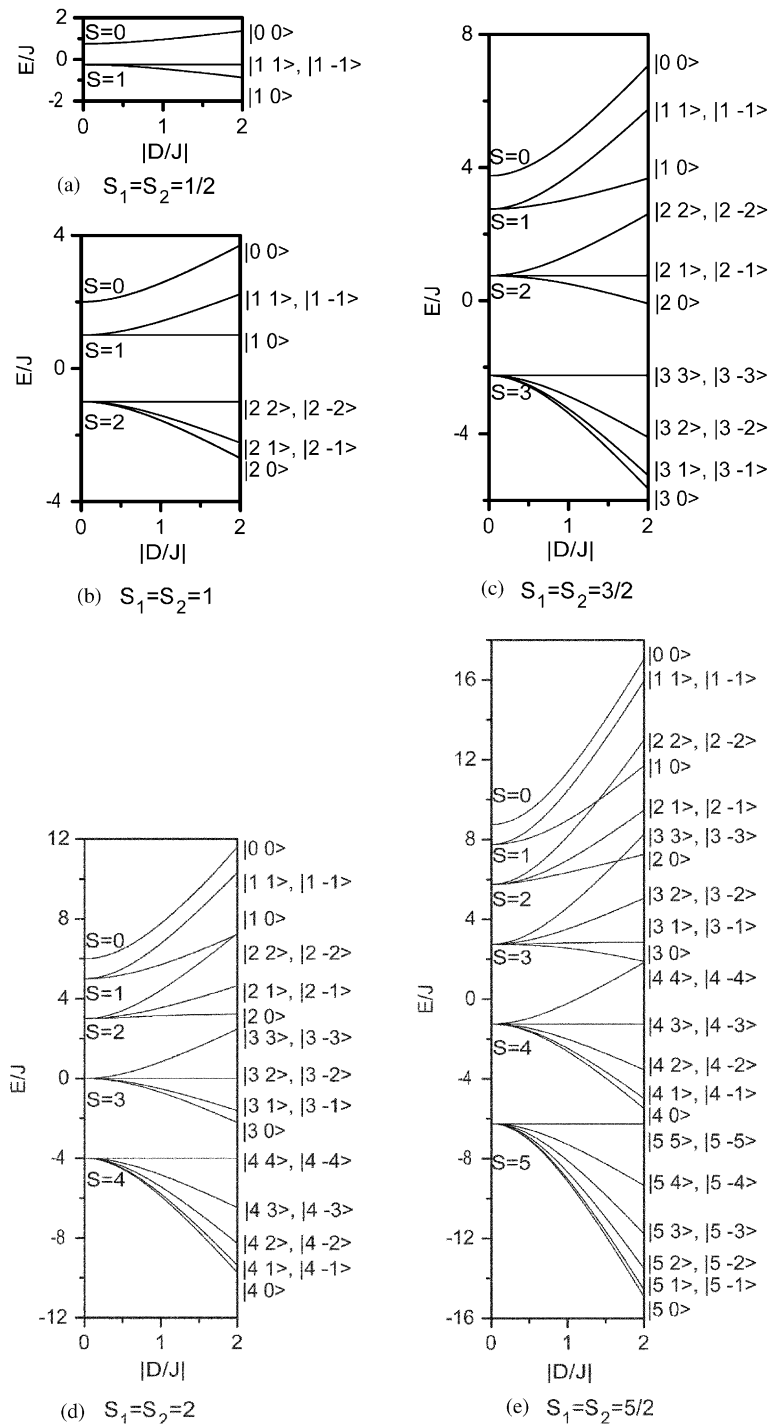 E/J
2
0
-2
S=0
S=1
|0 0>
|1 1>, |1 -1>
|1 0>
0
1
2
|D/J|
(a) S1=S2=1/2
E/J
4
0
-4
S=0
S=1
S=2
|0 0>
|1 1>, |1 -1>
|1 0>
|2 2>, |2 -2>
|2 1>, |2 -1>
|2 0>
0
1
2
|D/J|
(b) S1=S2=1
E/J
8
4
0
-4
S=0
S=1
S=2
S=3
|0 0>
|1 1>, |1 -1>
|1 0>
|2 2>, |2 -2>
|2 1>, |2 -1>
|2 0>
|3 3>, |3 -3>
|3 2>, |3 -2>
|3 1>, |3 -1>
|3 0>
0
1
2
|D/J|
(c) S1=S2=3/2
E/J
12
8
4
0
-4
-8
-12
S=0
S=1
S=2
S=3
S=4
|0 0>
|1 1>, |1 -1>
|1 0>
|2 2>, |2 -2>
|2 1>, |2 -1>
|2 0>
|3 3>, |3 -3>
|3 2>, |3 -2>
|3 1>, |3 -1>
|3 0>
|4 4>, |4 -4>
|4 3>, |4 -3>
|4 2>, |4 -2>
|4 1>, |4 -1>
|4 0>
0
1
2
|D/J|
(d) S1=S2=2
E/J
16
12
8
4
0
-4
-8
-12
-16
S=0
S=1
S=2
S=3
S=4
S=5
|0 0>
|1 1>, |1 -1>
|2 2>, |2 -2>
|1 0>
|2 1>, |2 -1>
|3 3>, |3 -3>
|2 0>
|3 2>, |3 -2>
|3 1>, |3 -1>
|3 0>
|4 4>, |4 -4>
|4 3>, |4 -3>
|4 2>, |4 -2>
|4 1>, |4 -1>
|4 0>
|5 5>, |5 -5>
|5 4>, |5 -4>
|5 3>, |5 -3>
|5 2>, |5 -2>
|5 1>, |5 -1>
|5 0>
0
1
2
|D/J|
(e) S1=S2=5/2